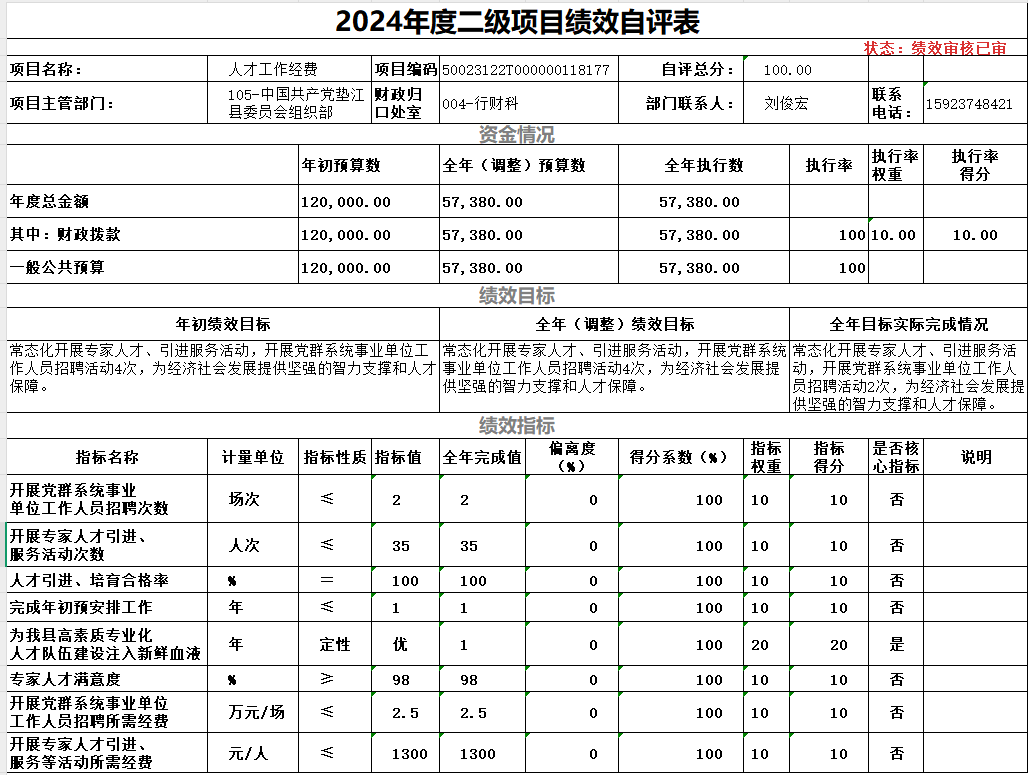 2024年度二级项目绩效自评表
状态：绩效审核已审
项目名称： 人才工作经费 项目编码 50023122T000000118177 自评总分： 100.00
项目主管部门： 105-中国共产党垫江县委员会组织部 财政归口处室 004-行财科 部门联系人： 刘俊宏 联系电话： 15923748421
资金情况
年初预算数 全年（调整）预算数 全年执行数 执行率 执行率权重 执行率得分
年度总金额 120,000.00 57,380.00 57,380.00
其中：财政拨款 120,000.00 57,380.00 57,380.00 100 10.00 10.00
一般公共预算 120,000.00 57,380.00 57,380.00 100
绩效目标
年初绩效目标 全年（调整）绩效目标 全年目标实际完成情况
常态化开展专家人才、引进服务活动，开展党群系统事业单位工作人员招聘活动4次，为经济社会发展提供坚强的智力支撑和人才保障。
常态化开展专家人才、引进服务活动，开展党群系统事业单位工作人员招聘活动4次，为经济社会发展提供坚强的智力支撑和人才保障。
常态化开展专家人才、引进服务活动，开展党群系统事业单位工作人员招聘活动2次，为经济社会发展提供坚强的智力支撑和人才保障。
绩效指标
指标名称 计量单位 指标性质 指标值 全年完成值 偏离度（%） 得分系数（%） 指标权重 指标得分 是否核心指标 说明
开展党群系统事业单位工作人员招聘次数 场次 ≤ 2 2 0 100 10 10 否
开展专家人才引进、服务活动次数 人次 ≤ 35 35 0 100 10 10 否
人才引进、培育合格率 % ＝ 100 100 0 100 10 10 否
完成年初预安排工作 年 ≤ 1 1 0 100 10 10 否
为我县高素质专业化人才队伍建设注入新鲜血液 年 定性 优 1 0 100 20 20 是
专家人才满意度 % ≥ 98 98 0 100 10 10 否
开展党群系统事业单位工作人员招聘所需经费 万元/场 ≤ 2.5 2.5 0 100 10 10 否
开展专家人才引进、服务等活动所需经费 元/人 ≤ 1300 1300 0 100 10 10 否